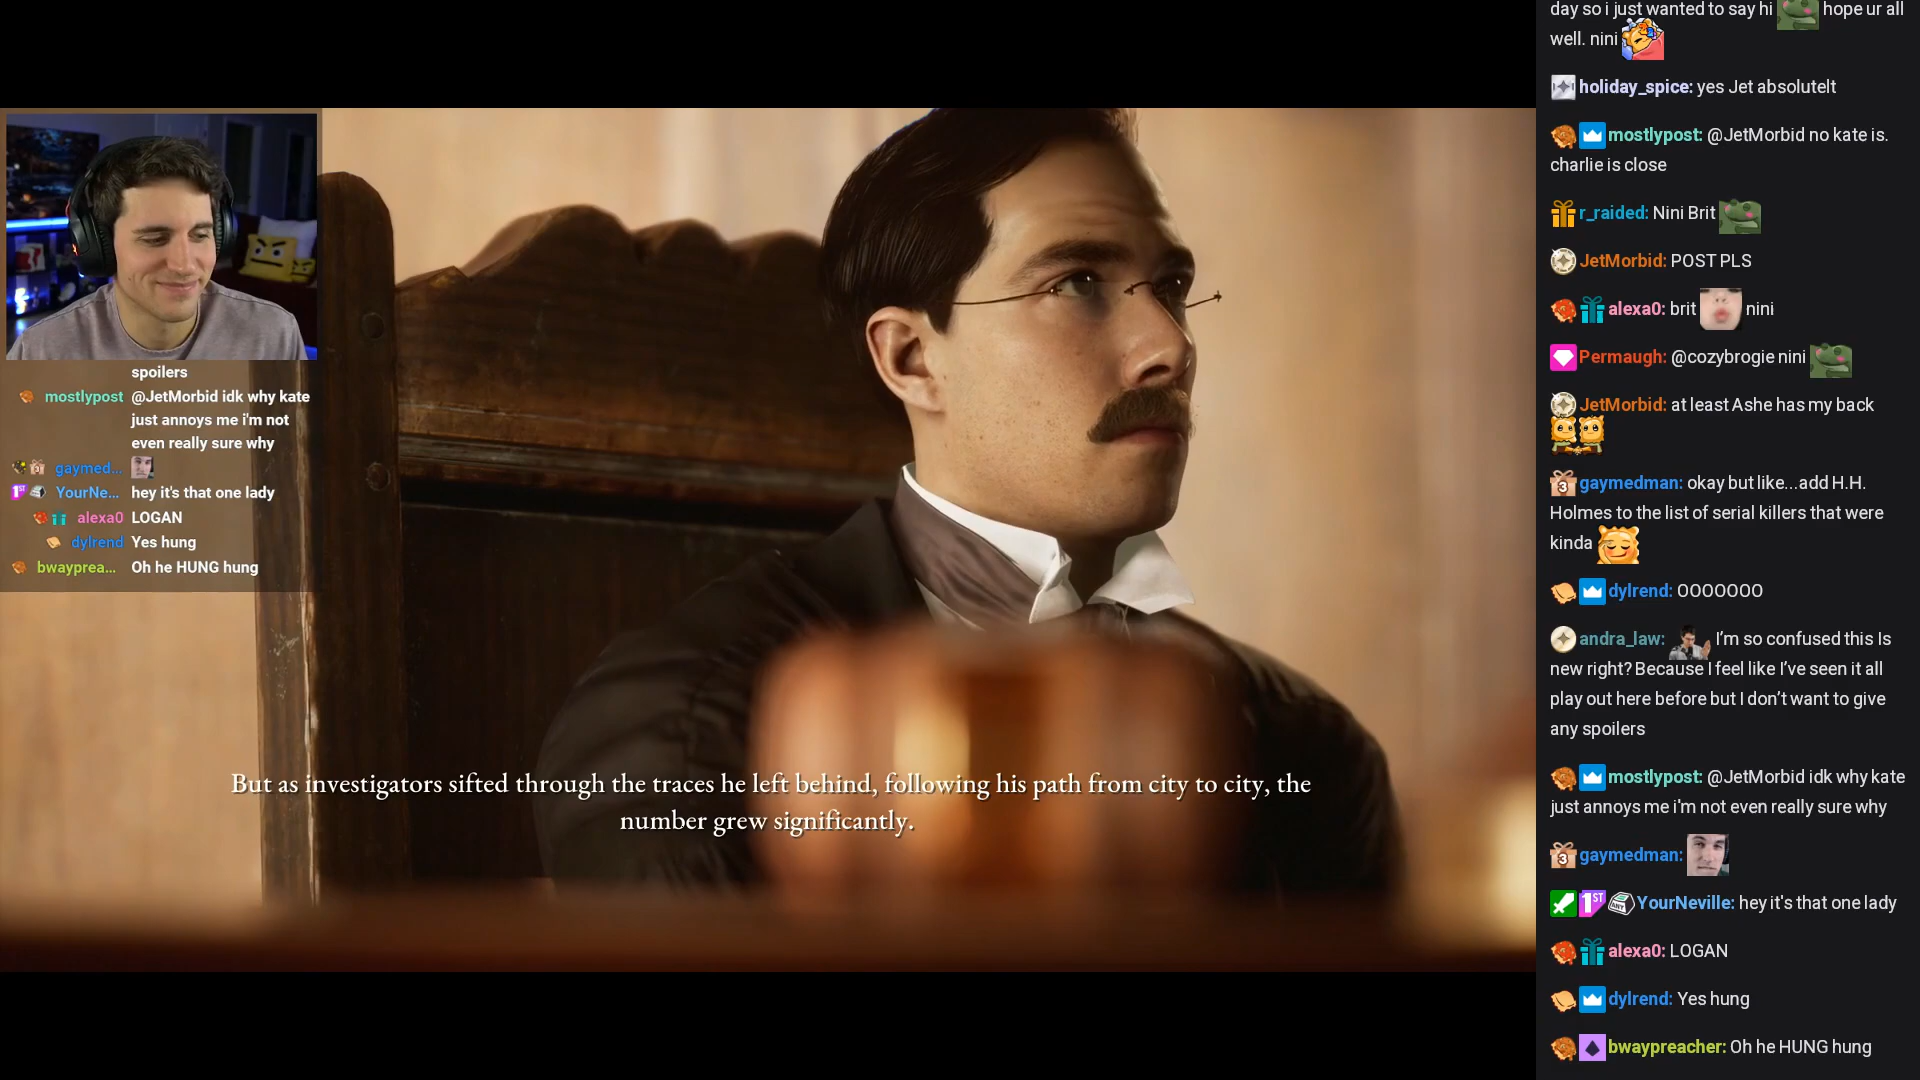 spoilers
mostlypost @JetMorbid idk why kate
just annoys me i'm not
even really sure why
gaymed...
YourNe... hey it's that one lady
alexa0 LOGAN
dylrend Yes hung
bwayprea... Oh he HUNG hung
But as investigators sifted through the traces he left behind, following his path from city to city, the
number grew significantly.
day so i just wanted to say hi hope ur all
well. nini
holiday_spice: yes Jet absolutelt
mostlypost: @JetMorbid no kate is.
charlie is close
r_raided: Nini Brit
JetMorbid: POST PLS
alexa0: brit nini
Permaugh: @cozybrogie nini
JetMorbid: at least Ashe has my back
3 gaymedman: okay but like...add H.H.
Holmes to the list of serial killers that were
kinda
dylrend: OOOOOOO
andra_law: I’m so confused this Is
new right? Because I feel like I’ve seen it all
play out here before but I don’t want to give
any spoilers
mostlypost: @JetMorbid idk why kate
just annoys me i'm not even really sure why
3 gaymedman:
1ST ANY YourNeville: hey it's that one lady
alexa0: LOGAN
dylrend: Yes hung
bwaypreacher: Oh he HUNG hung